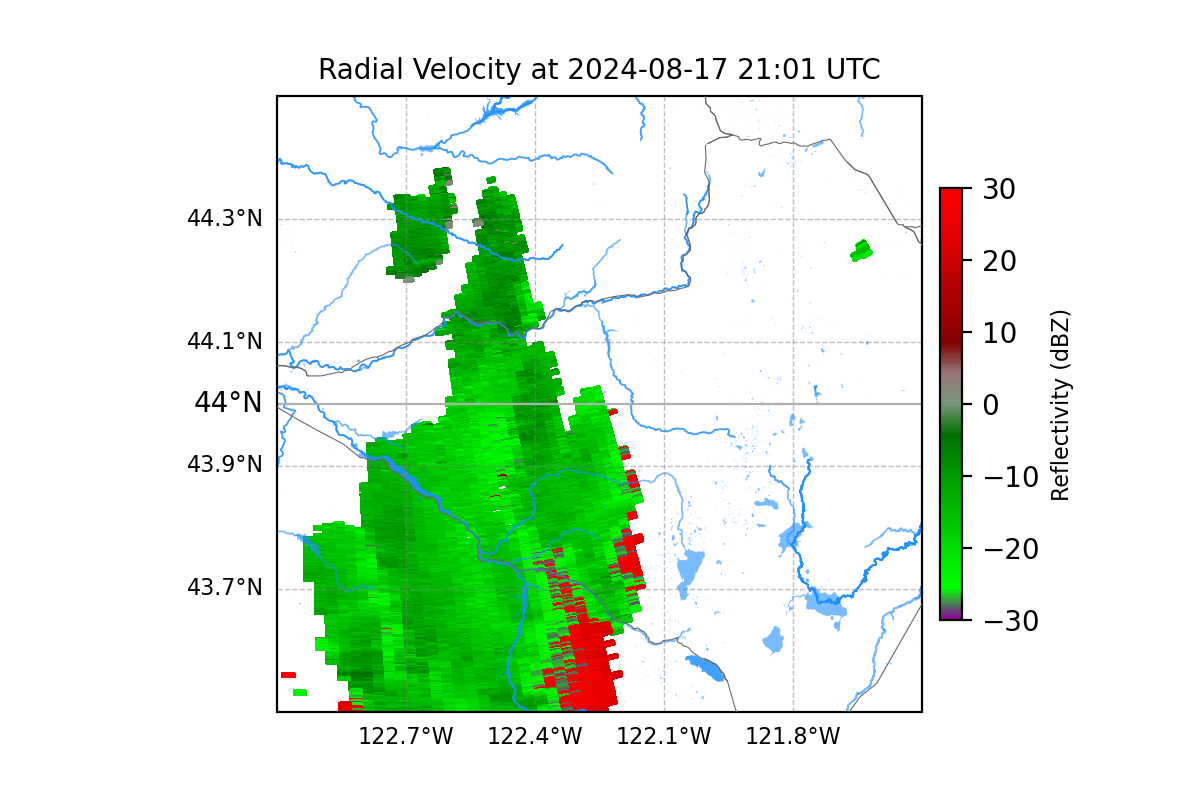 Radial Velocity at 2024-08-17 21:01 UTC
44.3°N
44.1°N
44°N
43.9°N
43.7°N
122.7°W 122.4°W 122.1°W 121.8°W
30
20
10
0
−10
−20
−30
Reflectivity (dBZ)